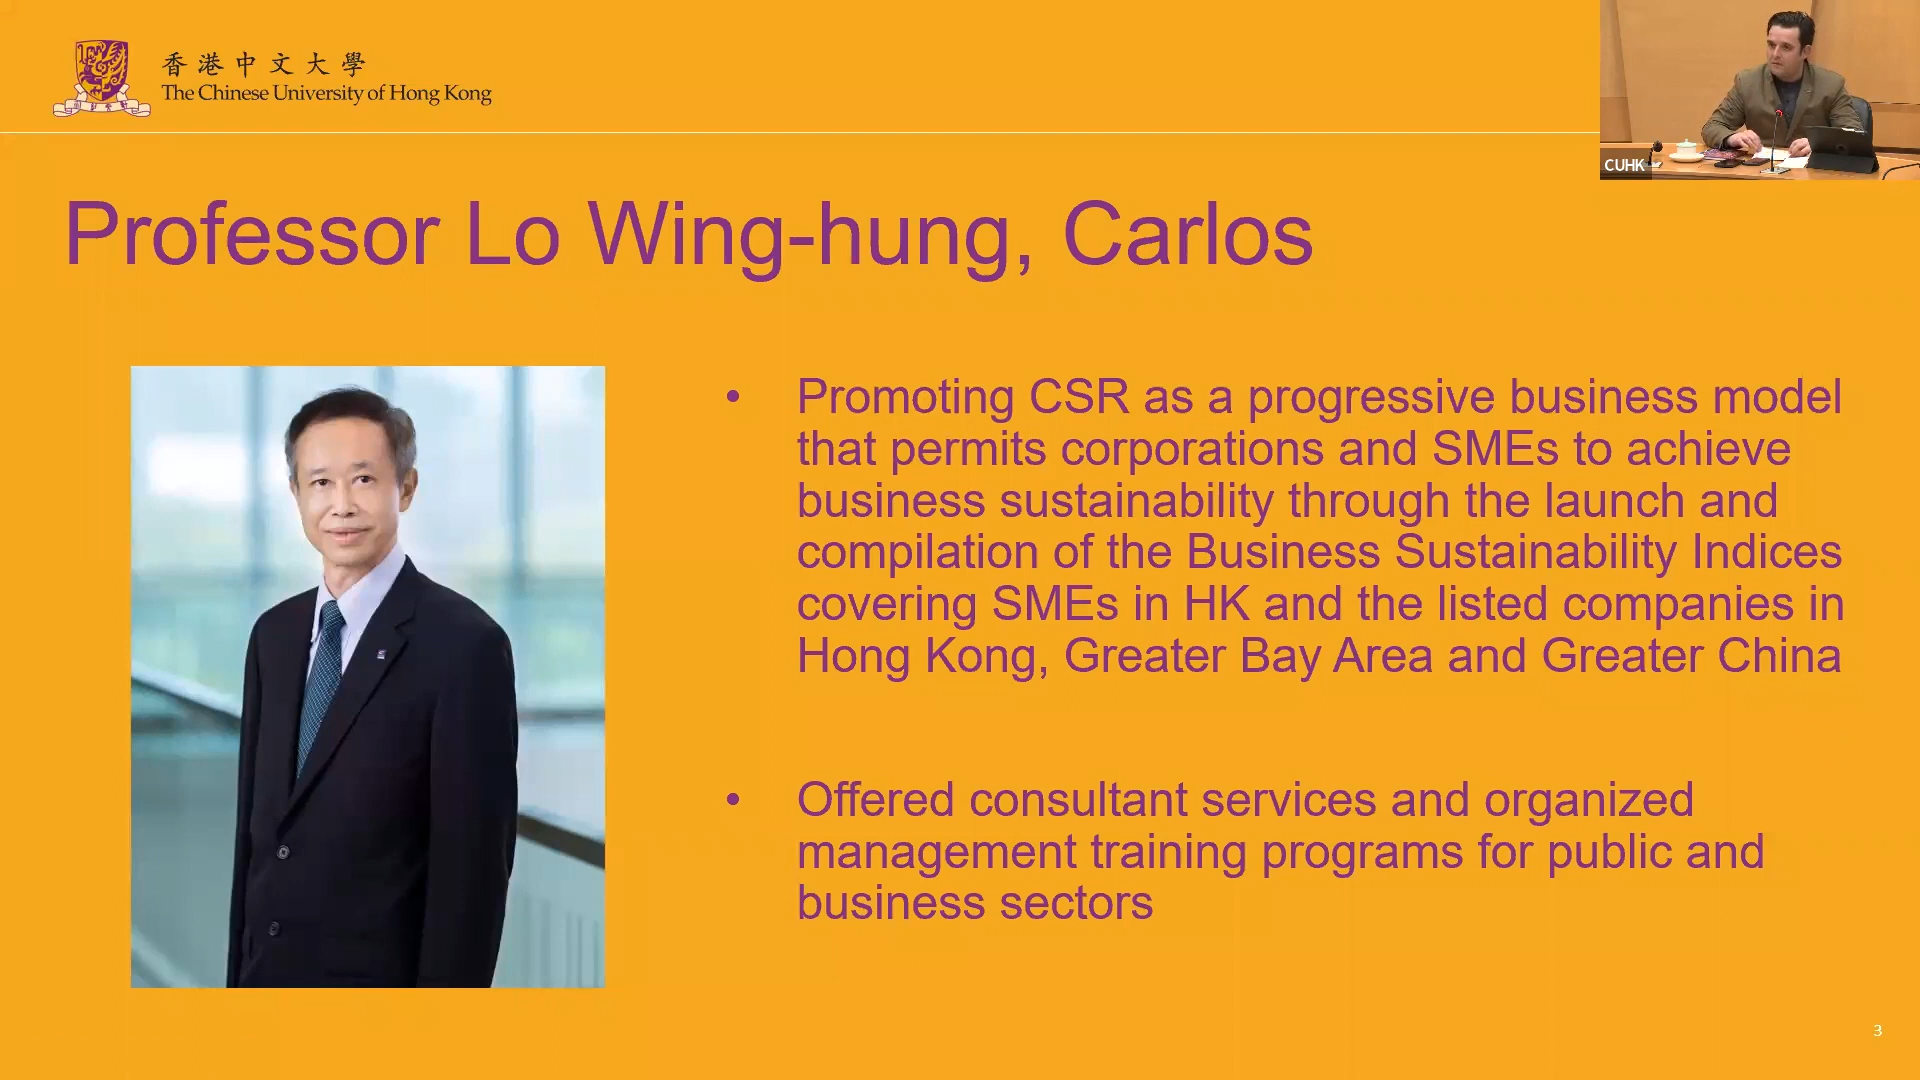 香港中文大學
The Chinese University of Hong Kong
CUHK
Professor Lo Wing-hung, Carlos
• Promoting CSR as a progressive business model
that permits corporations and SMEs to achieve
business sustainability through the launch and
compilation of the Business Sustainability Indices
covering SMEs in HK and the listed companies in
Hong Kong, Greater Bay Area and Greater China
• Offered consultant services and organized
management training programs for public and
business sectors
3